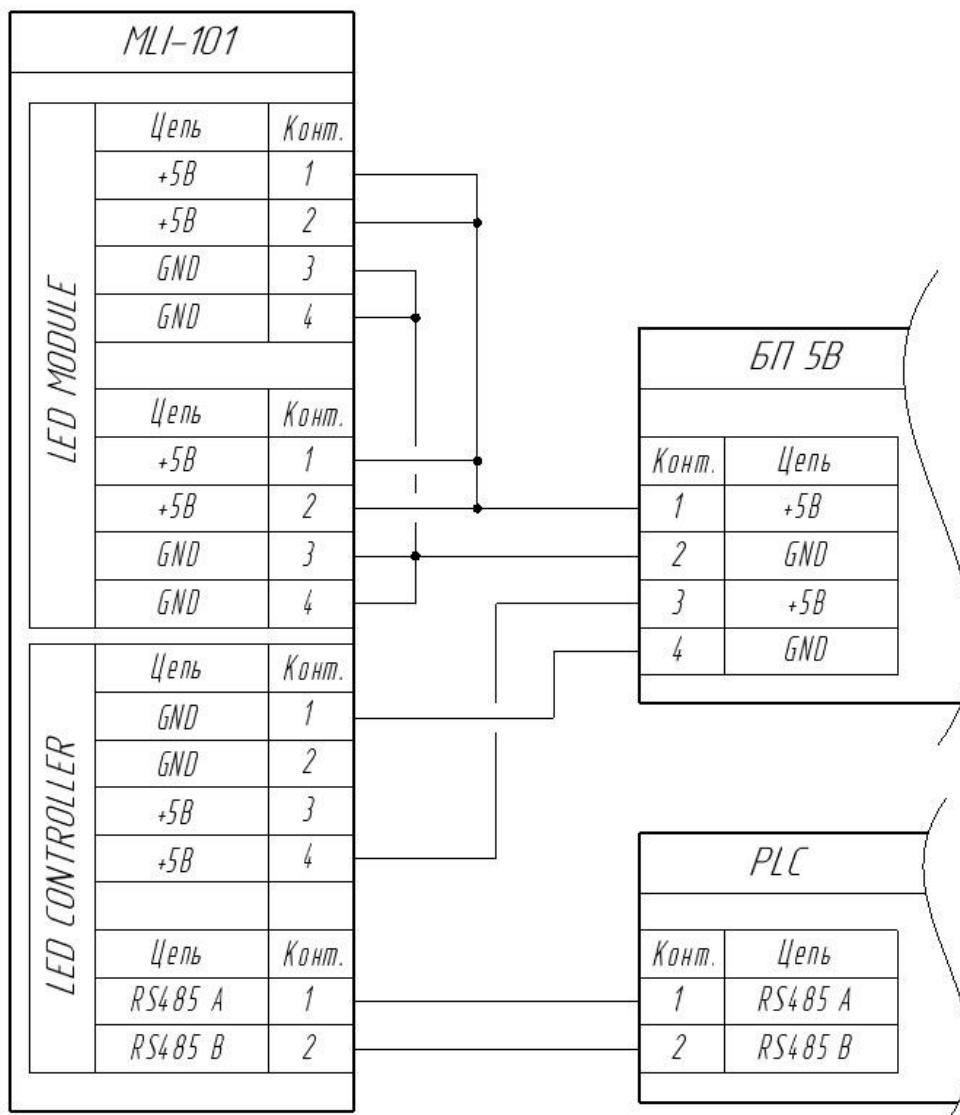 MLI-101
LED MODULE
Цепь Конт.
+5В 1
+5В 2
GND 3
GND 4
Цепь Конт.
+5В 1
+5В 2
GND 3
GND 4
LED CONTROLLER
Цепь Конт.
GND 1
GND 2
+5В 3
+5В 4
Цепь Конт.
RS485 A 1
RS485 B 2
БП 5В
Конт. Цепь
1 +5В
2 GND
3 +5В
4 GND
PLC
Конт. Цепь
1 RS485 A
2 RS485 B